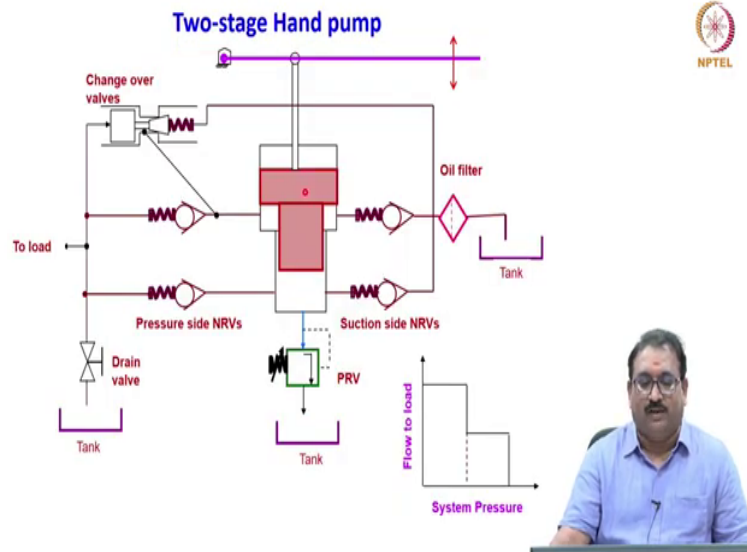 Two-stage Hand pump
NPTEL
Change over
valves
Oil filter
To load
Tank
Pressure side NRVs
Suction side NRVs
Drain
valve
PRV
Tank
Tank
Flow to load
System Pressure